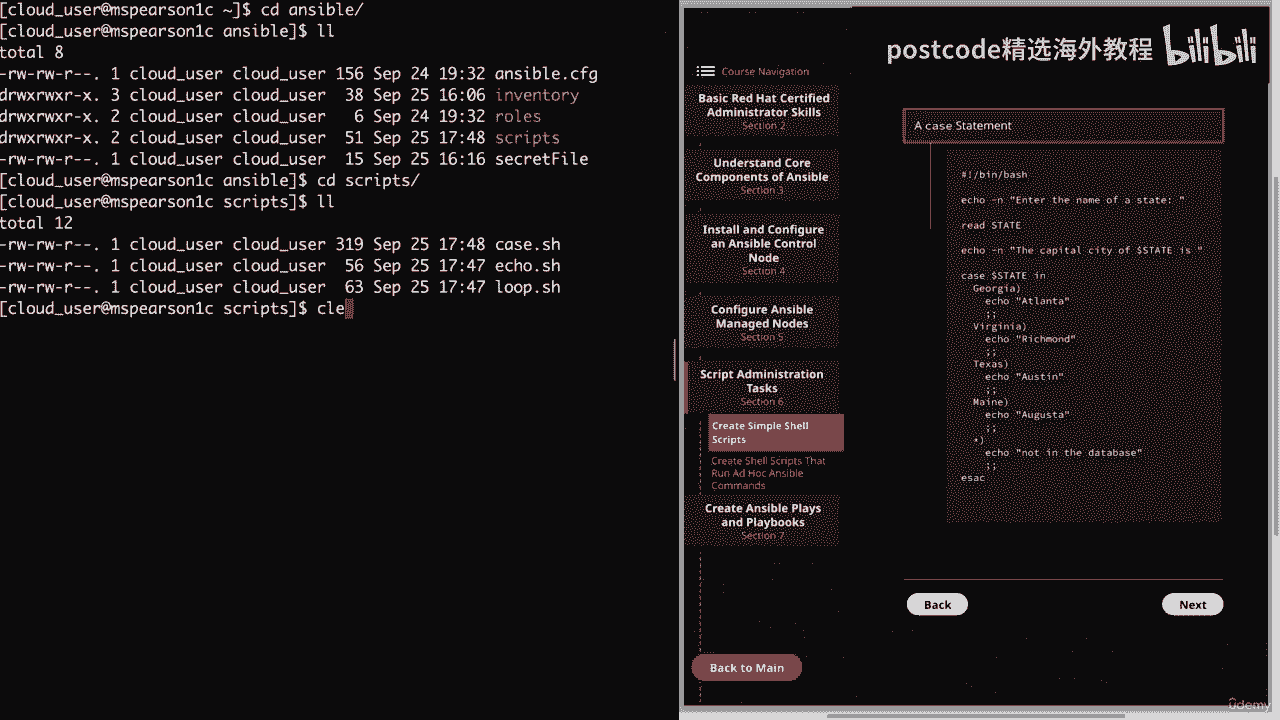 [cloud_user@mspearson1c ~]$ cd ansible/
[cloud_user@mspearson1c ansible]$ ll
total 8
-rw-rw-r--. 1 cloud_user cloud_user 156 Sep 24 19:32 ansible.cfg
drwxrwxr-x. 3 cloud_user cloud_user  38 Sep 25 16:06 inventory
drwxrwxr-x. 2 cloud_user cloud_user   6 Sep 24 19:32 roles
drwxrwxr-x. 2 cloud_user cloud_user  51 Sep 25 17:48 scripts
-rw-rw-r--. 1 cloud_user cloud_user  15 Sep 25 16:16 secretFile
[cloud_user@mspearson1c ansible]$ cd scripts/
[cloud_user@mspearson1c scripts]$ ll
total 12
-rw-rw-r--. 1 cloud_user cloud_user 319 Sep 25 17:48 case.sh
-rw-rw-r--. 1 cloud_user cloud_user  56 Sep 25 17:47 echo.sh
-rw-rw-r--. 1 cloud_user cloud_user  63 Sep 25 17:47 loop.sh
[cloud_user@mspearson1c scripts]$ cle
postcode精选海外教程 bilibili
Course Navigation
Basic Red Hat Certified
Administrator Skills
Section 2
Understand Core
Components of Ansible
Section 3
Install and Configure
an Ansible Control
Node
Section 4
Configure Ansible
Managed Nodes
Section 5
Script Administration
Tasks
Section 6
Create Simple Shell
Scripts
Create Shell Scripts That
Run Ad Hoc Ansible
Commands
Create Ansible Plays
and Playbooks
Section 7
Back to Main
A case Statement
#!/bin/bash
echo -n "Enter the name of a state: "
read STATE
echo -n "The capital city of $STATE is "
case $STATE in
  Georgia)
    echo "Atlanta"
    ;;
  Virginia)
    echo "Richmond"
    ;;
  Texas)
    echo "Austin"
    ;;
  Maine)
    echo "Augusta"
    ;;
  *)
    echo "not in the database"
    ;;
esac
Back
Next
ûdemy